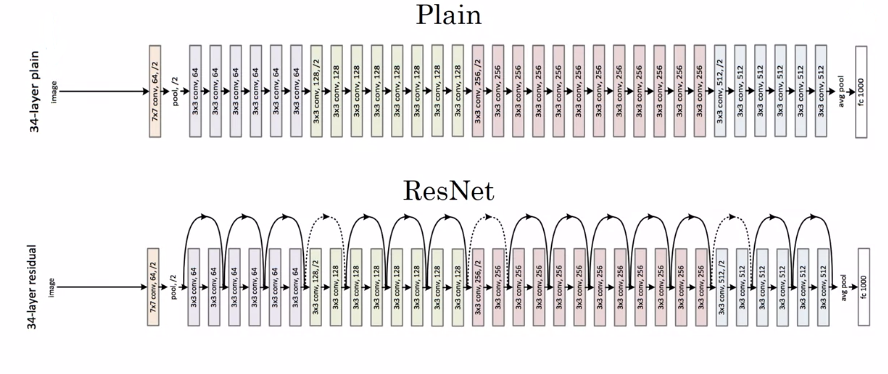 Plain
34-layer plain
image
7x7 conv, 64, /2
pool, /2
3x3 conv, 64
3x3 conv, 64
3x3 conv, 64
3x3 conv, 64
3x3 conv, 64
3x3 conv, 64
3x3 conv, 128, /2
3x3 conv, 128
3x3 conv, 128
3x3 conv, 128
3x3 conv, 128
3x3 conv, 128
3x3 conv, 128
3x3 conv, 128
3x3 conv, 256, /2
3x3 conv, 256
3x3 conv, 256
3x3 conv, 256
3x3 conv, 256
3x3 conv, 256
3x3 conv, 256
3x3 conv, 256
3x3 conv, 256
3x3 conv, 256
3x3 conv, 256
3x3 conv, 256
3x3 conv, 512, /2
3x3 conv, 512
3x3 conv, 512
3x3 conv, 512
3x3 conv, 512
3x3 conv, 512
avg pool
fc 1000
ResNet
34-layer residual
image
7x7 conv, 64, /2
pool, /2
3x3 conv, 64
3x3 conv, 64
3x3 conv, 64
3x3 conv, 64
3x3 conv, 64
3x3 conv, 64
3x3 conv, 128, /2
3x3 conv, 128
3x3 conv, 128
3x3 conv, 128
3x3 conv, 128
3x3 conv, 128
3x3 conv, 128
3x3 conv, 128
3x3 conv, 256, /2
3x3 conv, 256
3x3 conv, 256
3x3 conv, 256
3x3 conv, 256
3x3 conv, 256
3x3 conv, 256
3x3 conv, 256
3x3 conv, 256
3x3 conv, 256
3x3 conv, 256
3x3 conv, 256
3x3 conv, 512, /2
3x3 conv, 512
3x3 conv, 512
3x3 conv, 512
3x3 conv, 512
3x3 conv, 512
avg pool
fc 1000